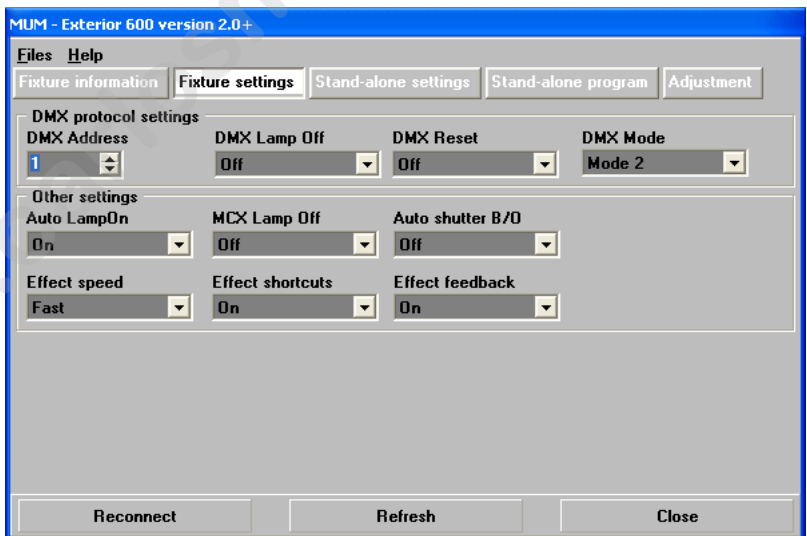 MUM - Exterior 600 version 2.0+
Files Help
Fixture information Fixture settings Stand-alone settings Stand-alone program Adjustment
DMX protocol settings
DMX Address DMX Lamp Off DMX Reset DMX Mode
1 Off Off Mode 2
Other settings
Auto LampOn MCX Lamp Off Auto shutter B/O
On Off Off
Effect speed Effect shortcuts Effect feedback
Fast On On
Reconnect Refresh Close